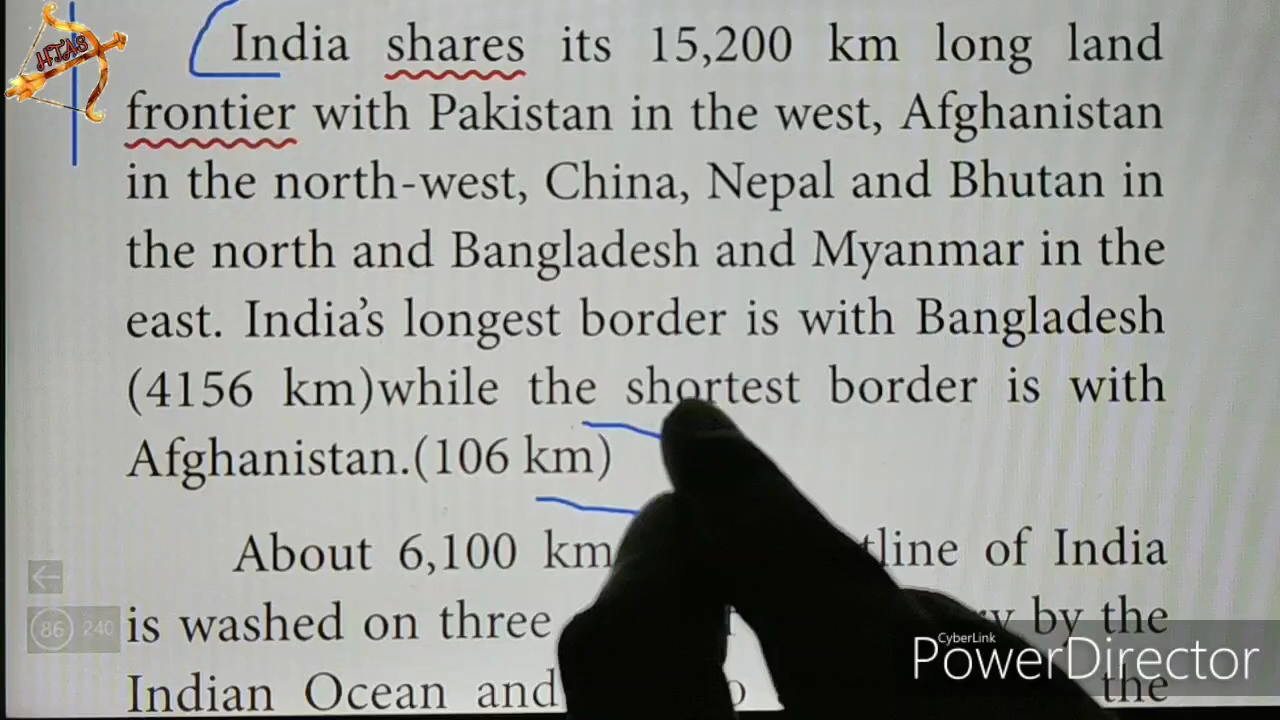 HTAS
India shares its 15,200 km long land
frontier with Pakistan in the west, Afghanistan
in the north-west, China, Nepal and Bhutan in
the north and Bangladesh and Myanmar in the
east. India's longest border is with Bangladesh
(4156 km)while the shortest border is with
Afghanistan.(106 km)
About 6,100 km tline of India
is washed on three y by the
Indian Ocean and the
86 240
CyberLink
PowerDirector